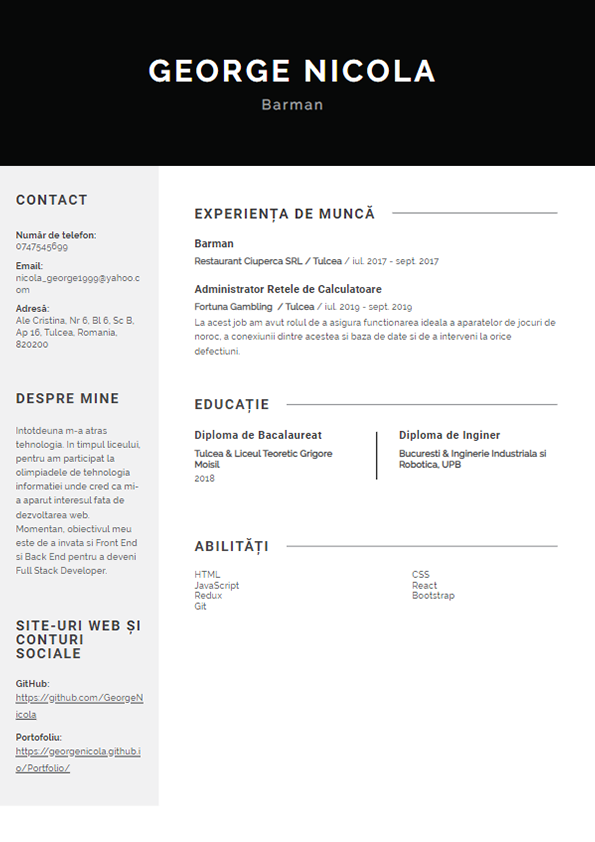 GEORGE NICOLA
Barman
CONTACT
Număr de telefon:
0747545699
Email:
nicola_george1999@yahoo.c
om
Adresă:
Ale Cristina, Nr 6, Bl 6, Sc B,
Ap 16, Tulcea, Romania,
820200
DESPRE MINE
Intotdeuna m-a atras
tehnologia. In timpul liceului,
pentru am participat la
olimpiadele de tehnologia
informatiei unde cred ca mi-
a aparut interesul fata de
dezvoltarea web.
Momentan, obiectivul meu
este de a invata si Front End
si Back End pentru a deveni
Full Stack Developer.
SITE-URI WEB ȘI
CONTURI
SOCIALE
GitHub:
https://github.com/GeorgeN
icola
Portofoliu:
https://georgenicola.github.i
o/Portfolio/
EXPERIENȚA DE MUNCĂ
Barman
Restaurant Ciuperca SRL / Tulcea / iul. 2017 - sept. 2017
Administrator Retele de Calculatoare
Fortuna Gambling / Tulcea / iul. 2019 - sept. 2019
La acest job am avut rolul de a asigura functionarea ideala a aparatelor de jocuri de
noroc, a conexiunii dintre acestea si baza de date si de a interveni la orice
defectiuni.
EDUCAȚIE
Diploma de Bacalaureat
Tulcea & Liceul Teoretic Grigore
Moisil
2018
Diploma de Inginer
Bucuresti & Inginerie Industriala si
Robotica, UPB
ABILITĂȚI
HTML
JavaScript
Redux
Git
CSS
React
Bootstrap